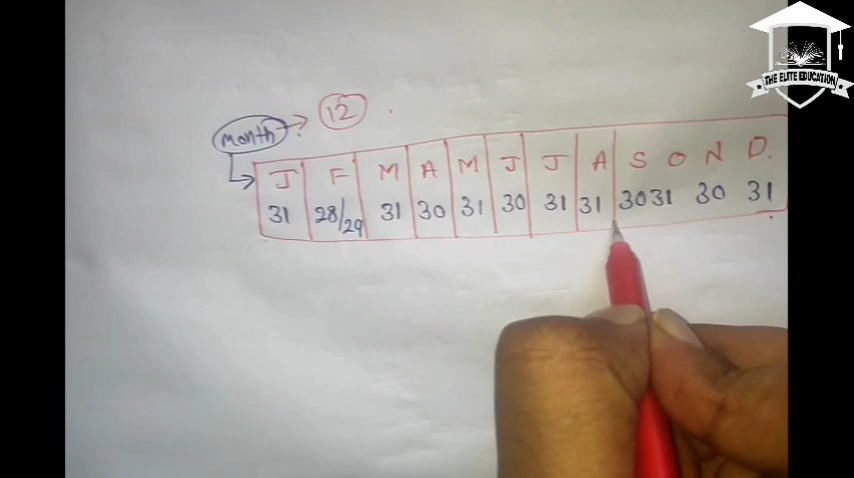 12
month ?
J F M A M J J A S O N D.
31 28/29 31 30 31 30 31 31 30 31 30 31
THE ELITE EDUCATION